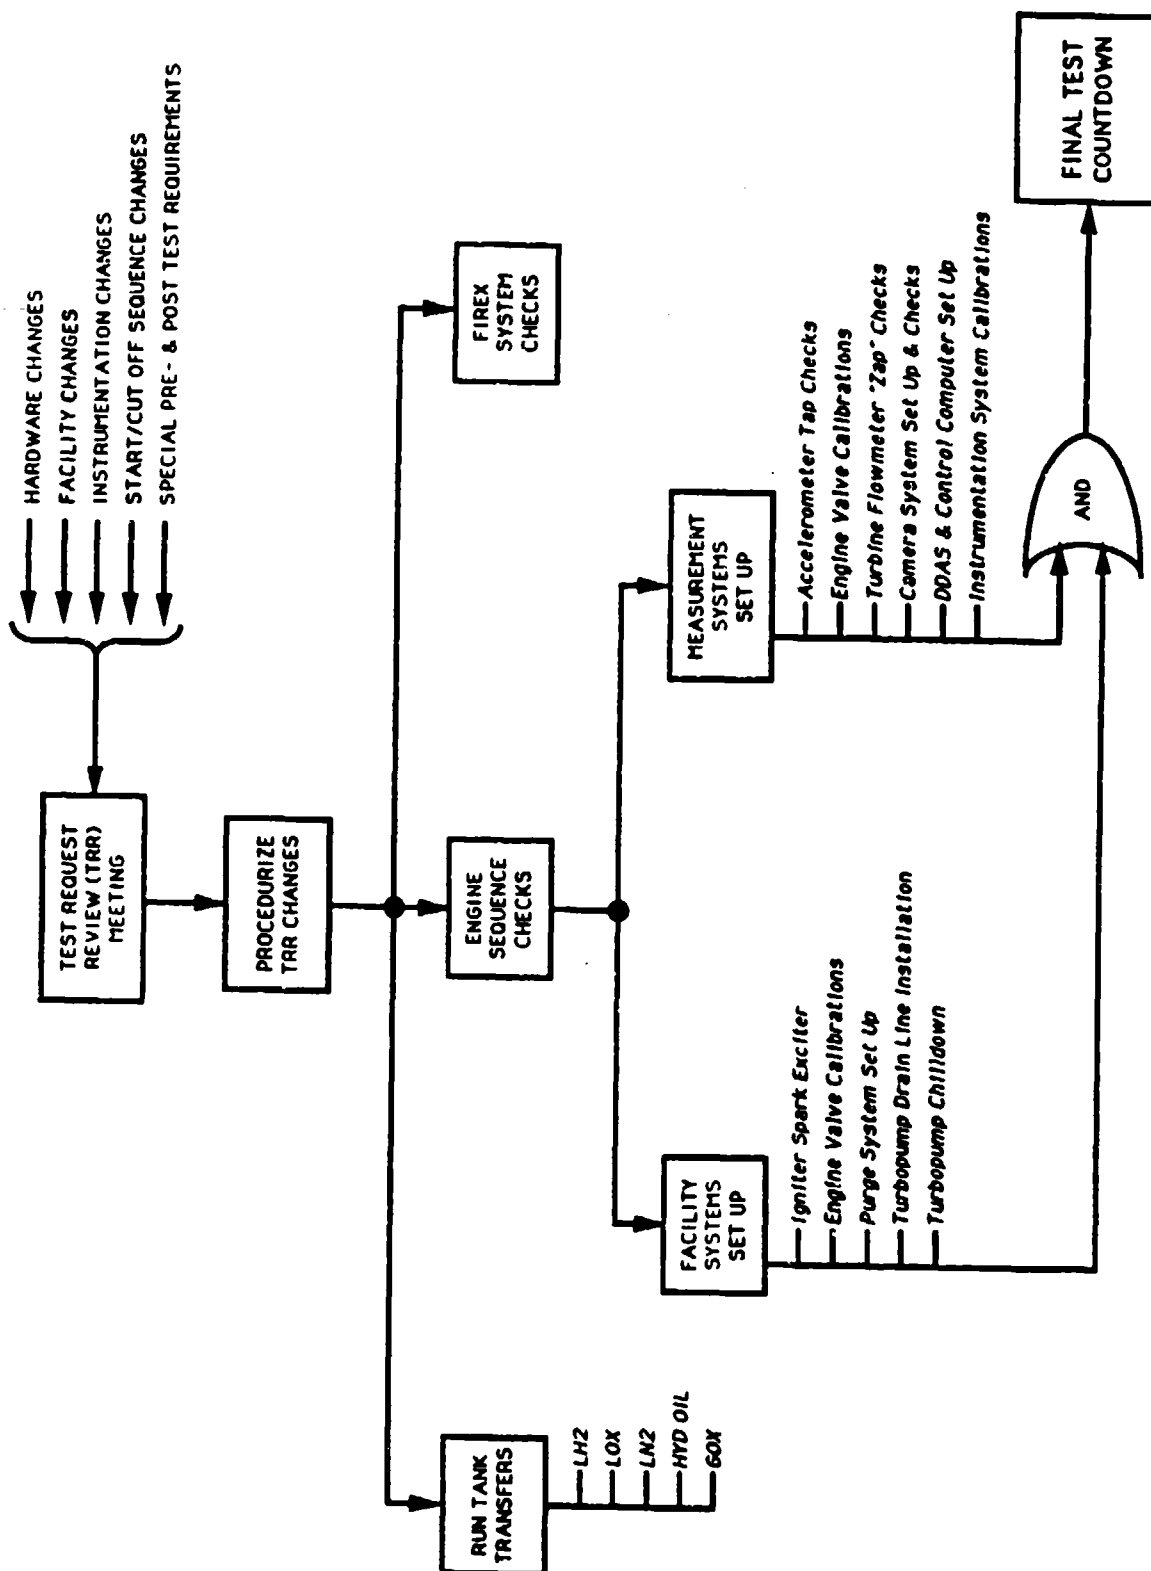 HARDWARE CHANGES
FACILITY CHANGES
INSTRUMENTATION CHANGES
START/CUT OFF SEQUENCE CHANGES
SPECIAL PRE- & POST TEST REQUIREMENTS
TEST REQUEST
REVIEW (TRR)
MEETING
PROCEDURIZE
TRR CHANGES
RUN TANK
TRANSFERS
LH2
LOX
LN2
HYD OIL
GOX
ENGINE
SEQUENCE
CHECKS
FIREX
SYSTEM
CHECKS
FACILITY
SYSTEMS
SET UP
Igniter Spark Exciter
Engine Valve Calibrations
Purge System Set Up
Turbopump Drain Line Installation
Turbopump Chilldown
MEASUREMENT
SYSTEMS
SET UP
Accelerometer Tap Checks
Engine Valve Calibrations
Turbine Flowmeter "Zap" Checks
Camera System Set Up & Checks
DDAS & Control Computer Set Up
Instrumentation System Calibrations
AND
FINAL TEST
COUNTDOWN